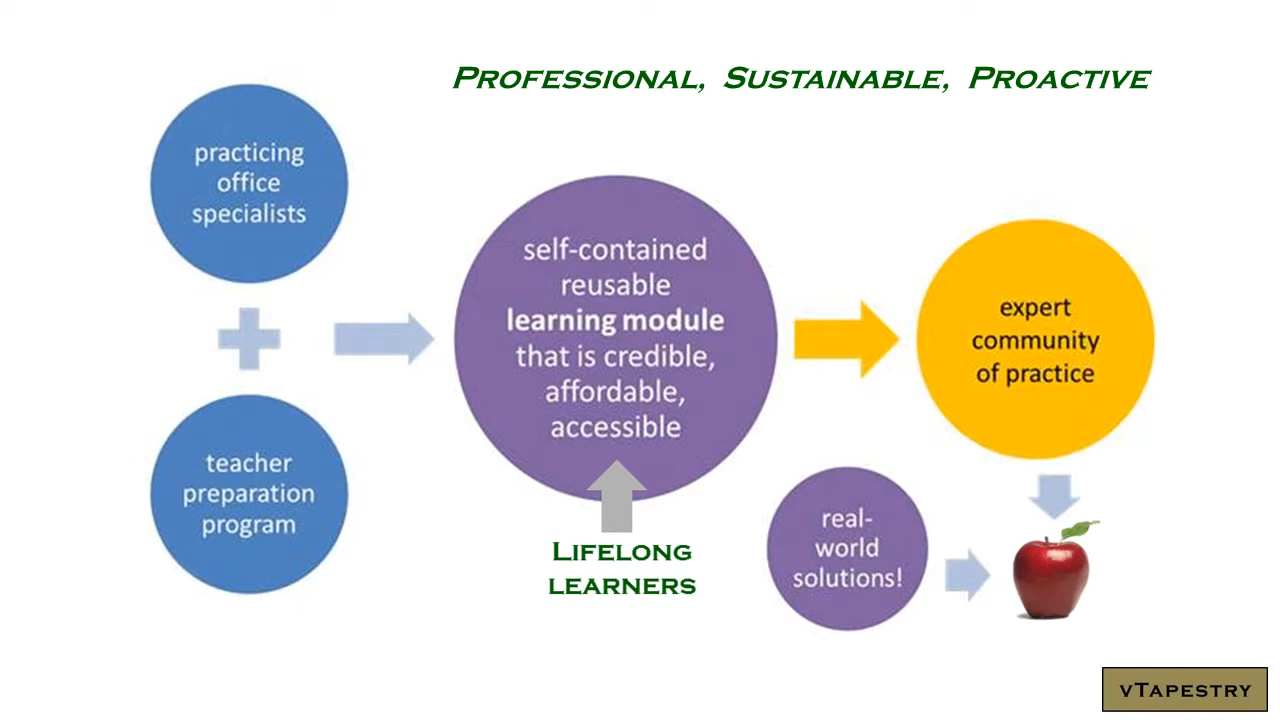 Professional, Sustainable, Proactive
practicing
office
specialists
teacher
preparation
program
self-contained
reusable
learning module
that is credible,
affordable,
accessible
Lifelong
learners
expert
community
of practice
real-
world
solutions!
vTapestry